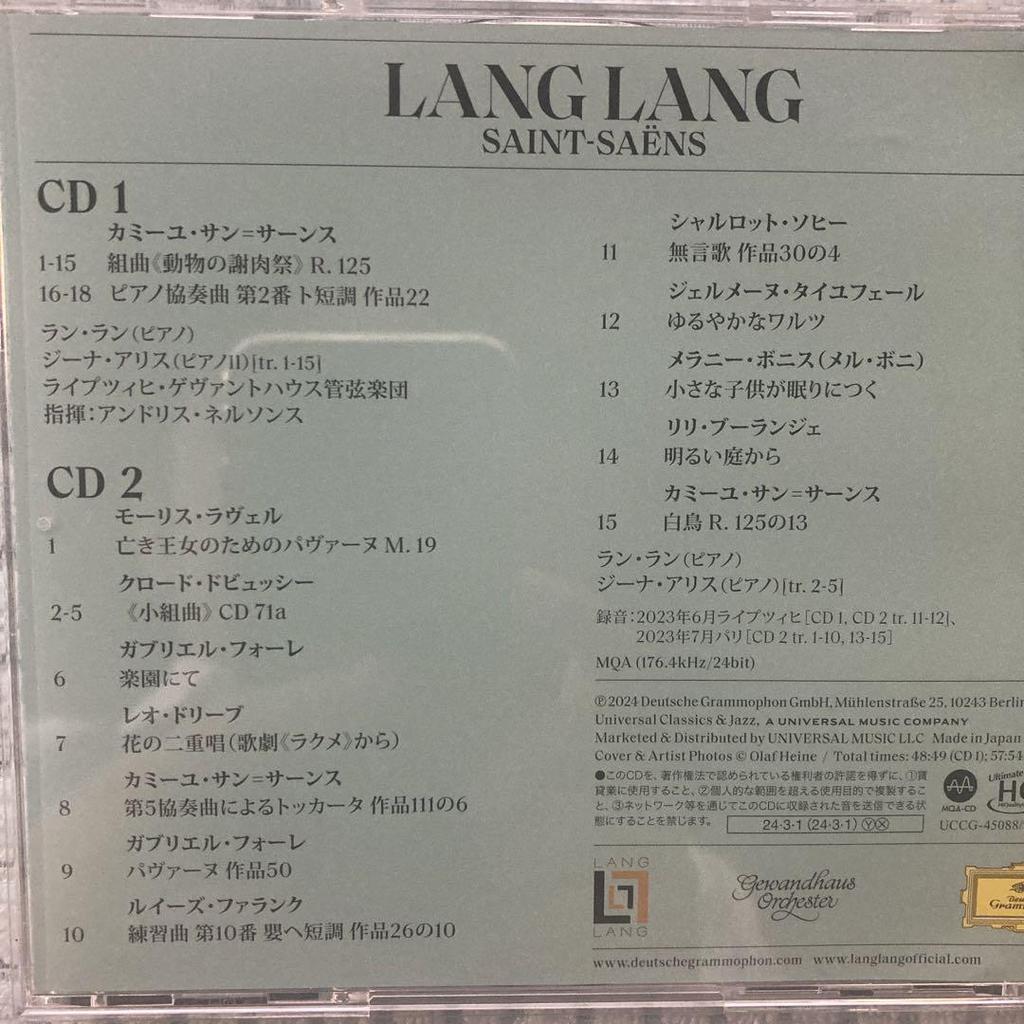 LANG LANG
SAINT-SAËNS
CD 1
カミーユ・サン=サーンス
1-15 組曲《動物の謝肉祭》R. 125
16-18 ピアノ協奏曲 第2番 ト短調 作品22
ラン・ラン(ピアノ)
ジーナ・アリス(ピアノII)[tr. 1-15]
ライプツィヒ・ゲヴァントハウス管弦楽団
指揮:アンドリス・ネルソンス
CD 2
モーリス・ラヴェル
1 亡き王女のためのパヴァーヌ M. 19
クロード・ドビュッシー
2-5 《小組曲》CD 71a
ガブリエル・フォーレ
6 楽園にて
レオ・ドリーブ
7 花の二重唱(歌劇《ラクメ》から)
カミーユ・サン=サーンス
8 第5協奏曲によるトッカータ 作品111の6
ガブリエル・フォーレ
9 パヴァーヌ 作品50
ルイーズ・ファランク
10 練習曲 第10番 嬰ヘ短調 作品26の10
シャルロット・ソヒー
11 無言歌 作品30の4
ジェルメーヌ・タイユフェール
12 ゆるやかなワルツ
メラニー・ボニス(メル・ボニ)
13 小さな子供が眠りにつく
リリ・ブーランジェ
14 明るい庭から
カミーユ・サン=サーンス
15 白鳥 R. 125の13
ラン・ラン(ピアノ)
ジーナ・アリス(ピアノ)[tr. 2-5]
録音:2023年6月ライプツィヒ[CD 1, CD 2 tr. 11-12]、
2023年7月パリ[CD 2 tr. 1-10, 13-15]
MQA (176.4kHz/24bit)
℗2024 Deutsche Grammophon GmbH, Mühlenstraße 25, 10243 Berlin
Universal Classics & Jazz, A UNIVERSAL MUSIC COMPANY
Marketed & Distributed by UNIVERSAL MUSIC LLC Made in Japan
Cover & Artist Photos © Olaf Heine / Total times: 48:49 (CD 1); 57:54
●このCDを、著作権法で認められている権利者の許諾を得ずに、①賃
貸業に使用すること、②個人的な範囲を超える使用目的で複製するこ
と、③ネットワーク等を通じてこのCDに収録された音を送信できる状
態にすることを禁じます。
24・3・1 (24・3・1) ⓎⓍ
MQA-CD
Ultimate
UCCG-45088/
LANG
LANG
Gewandhaus
Orchester
www.deutschegrammophon.com www.langlangofficial.com